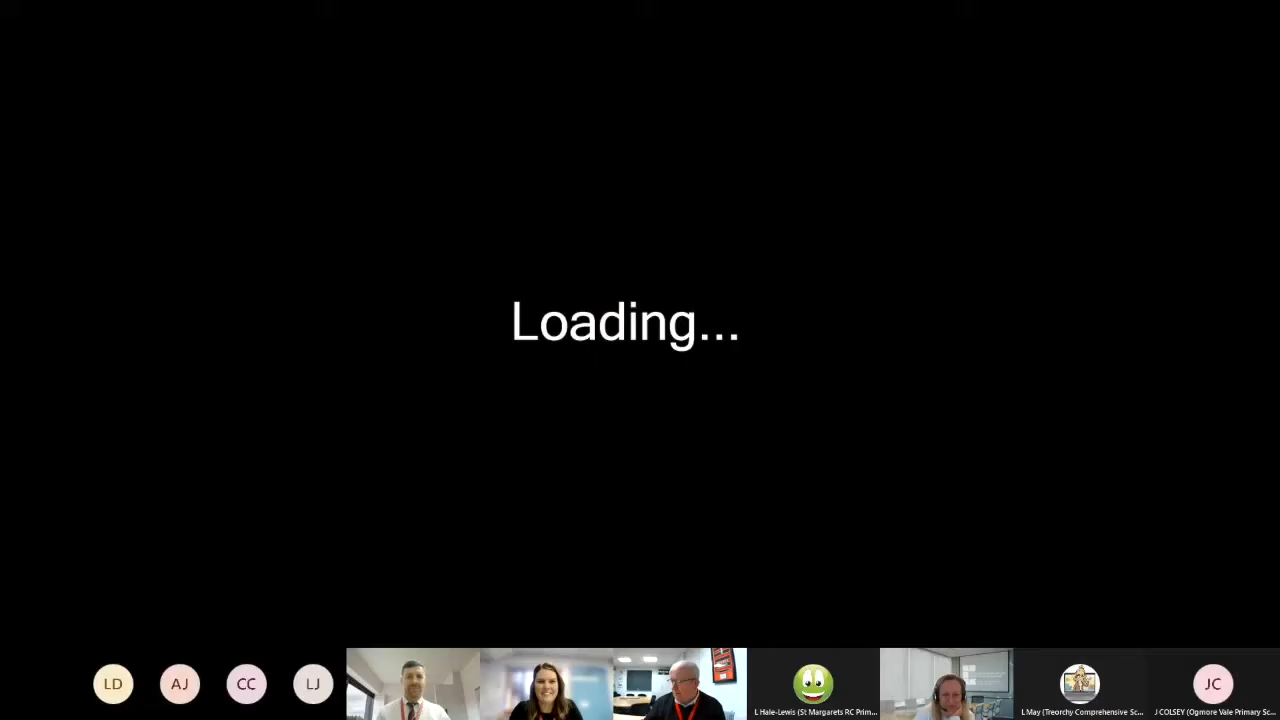 Loading...
LD
AJ
CC
LJ
L Hale-Lewis (St Margarets RC Prim...
L May (Treorchy Comprehensive Sc...
JC
J COLSEY (Ogmore Vale Primary Sc...